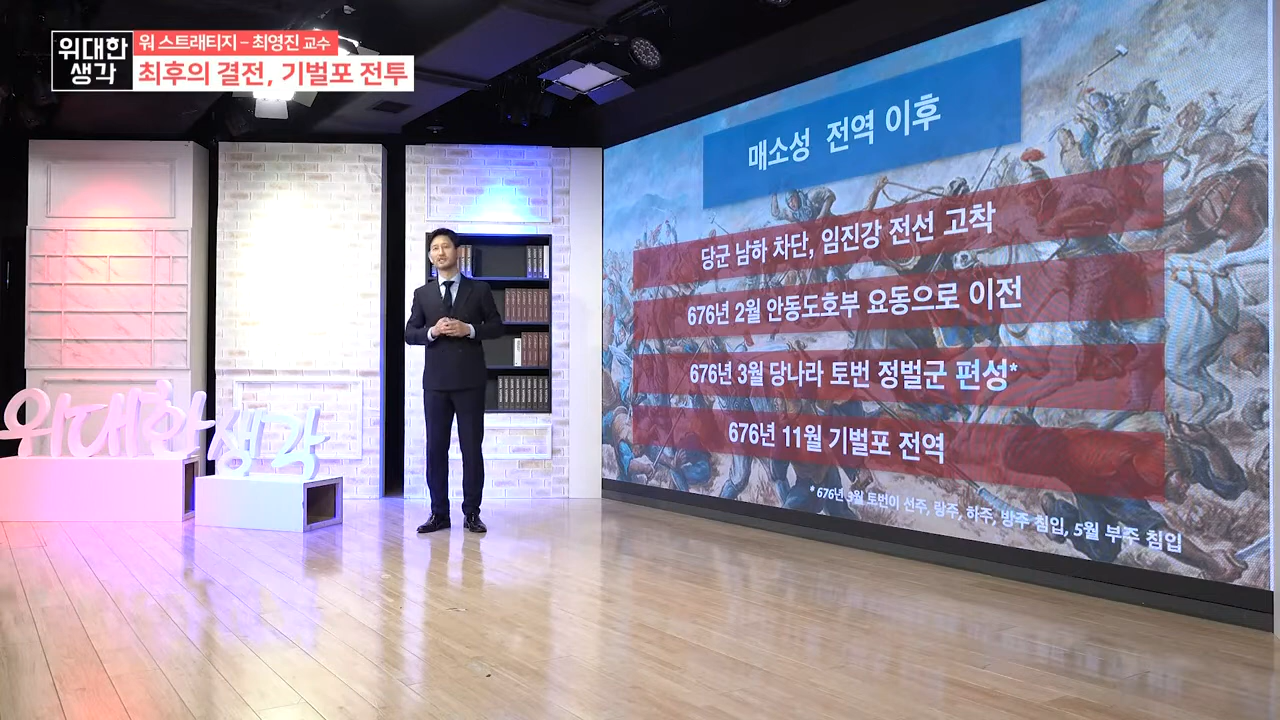 위대한
생각
워 스트래티지 – 최영진 교수
최후의 결전, 기벌포 전투
매소성 전역 이후
당군 남하 차단, 임진강 전선 고착
676년 2월 안동도호부 요동으로 이전
676년 3월 당나라 토번 정벌군 편성*
676년 11월 기벌포 전역
* 676년 3월 토번이 선주, 랑주, 하주, 방주 침입, 5월 부주 침입
위대한 생각